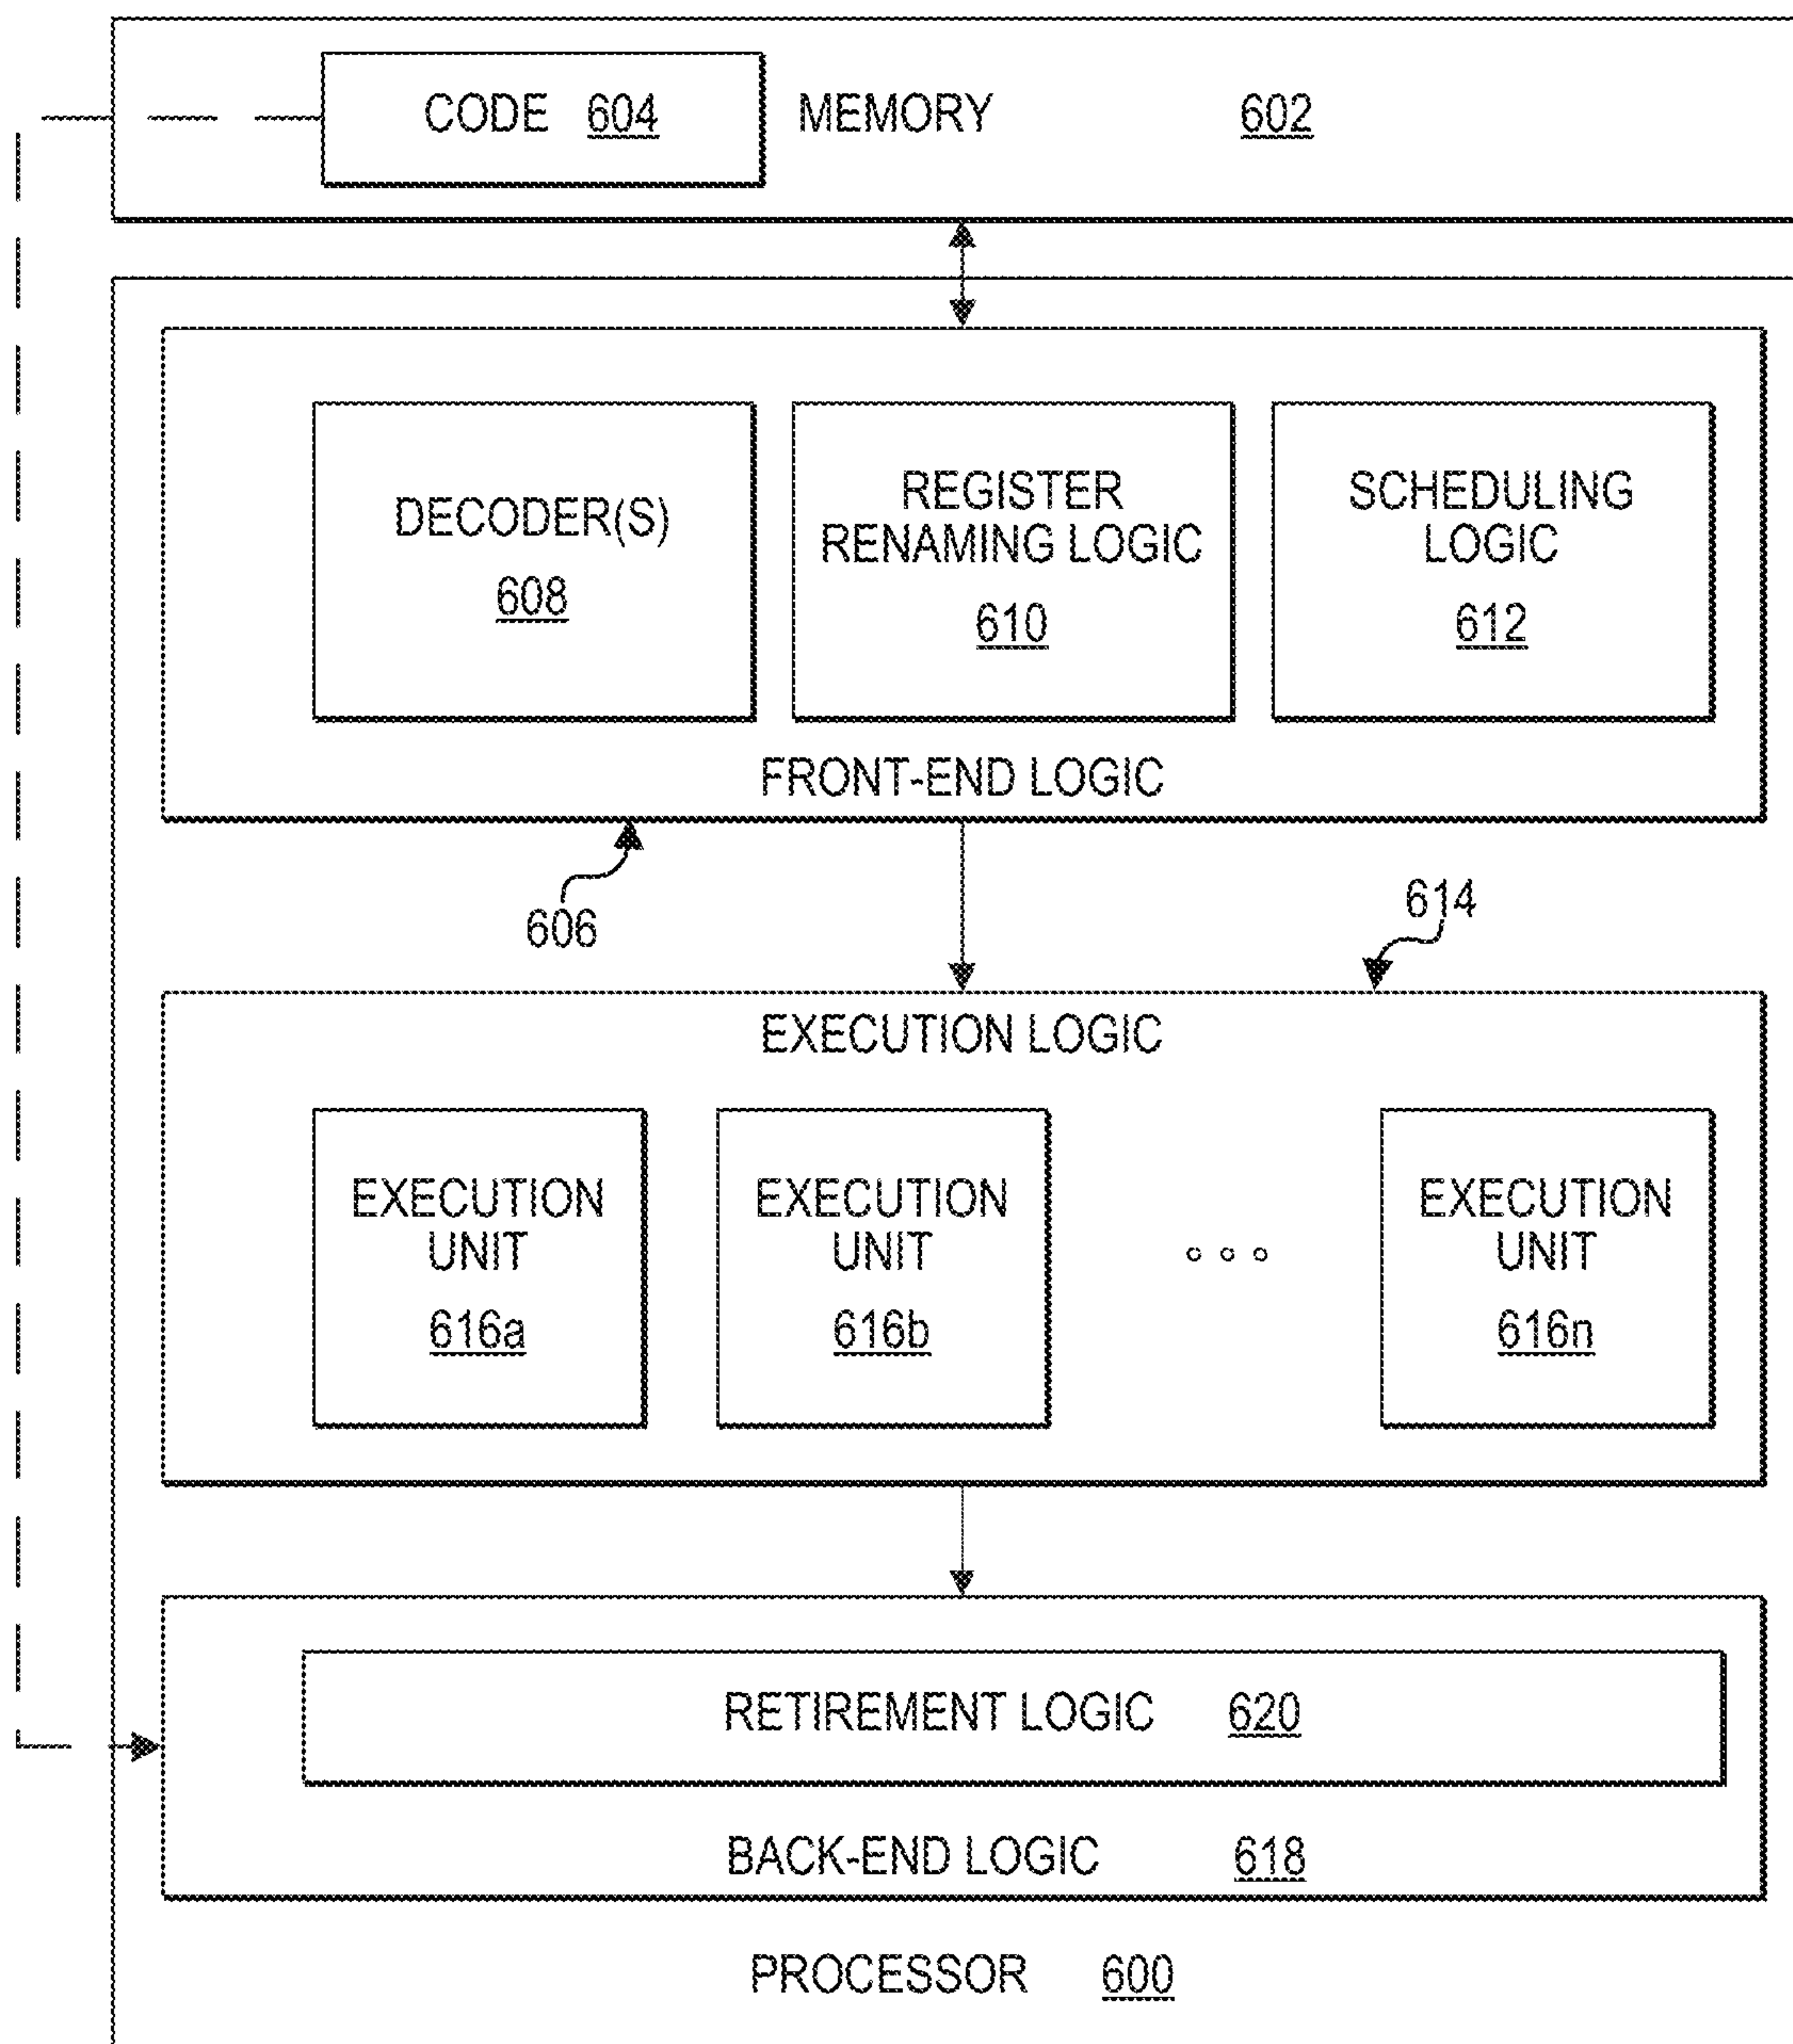 CODE 604 MEMORY 602
DECODER(S)
608
REGISTER
RENAMING LOGIC
610
SCHEDULING
LOGIC
612
FRONT-END LOGIC
606
614
EXECUTION LOGIC
EXECUTION
UNIT
616a
EXECUTION
UNIT
616b
EXECUTION
UNIT
616n
RETIREMENT LOGIC 620
BACK-END LOGIC 618
PROCESSOR 600